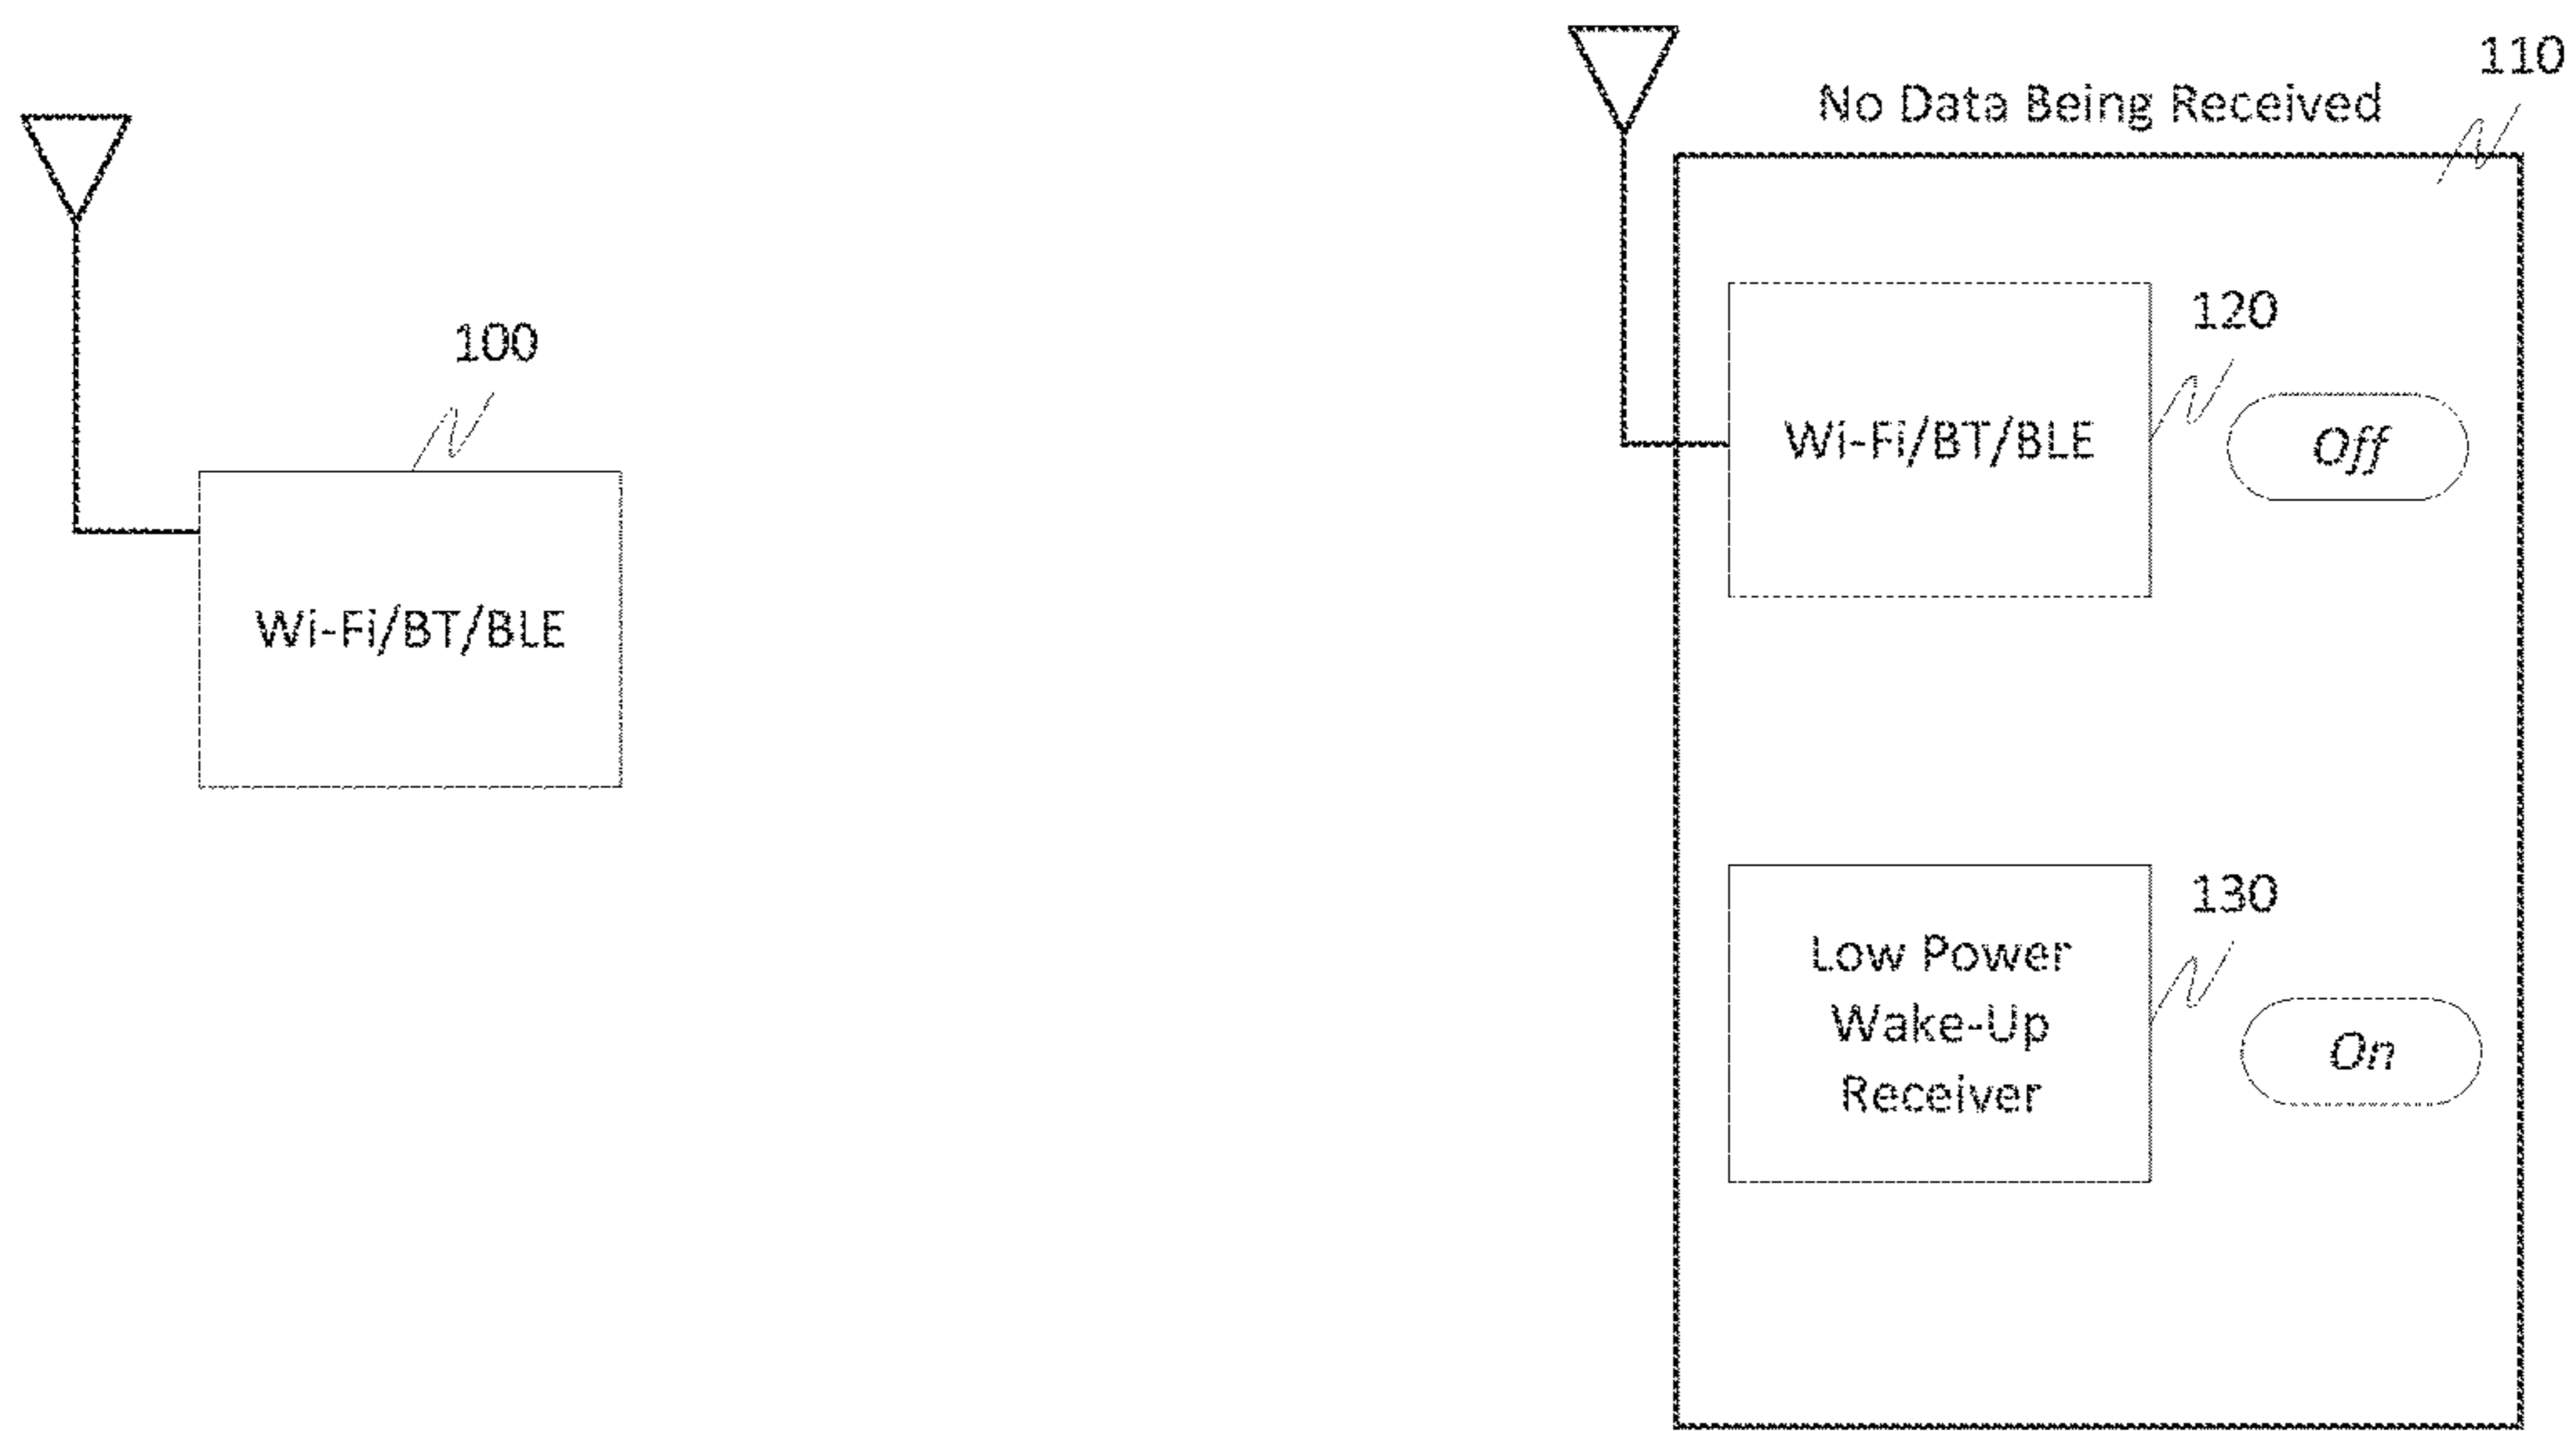 110
No Data Being Received
100
Wi-Fi/BT/BLE
120
Wi-Fi/BT/BLE
Off
130
Low Power
Wake-Up
Receiver
On